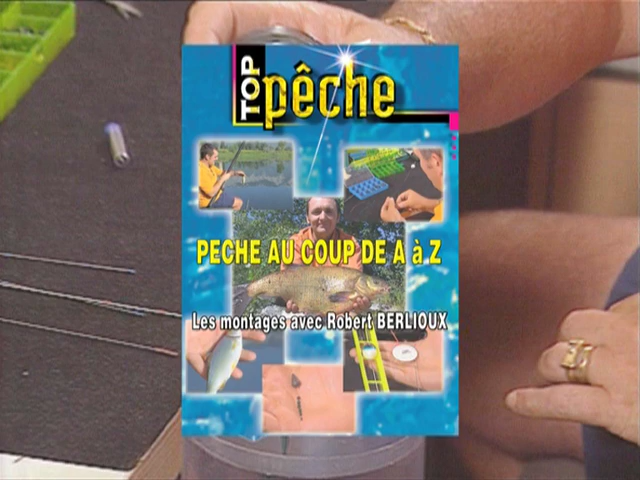 TOP
pêche
PECHE AU COUP DE A à Z
Les montages avec Robert BERLIOUX